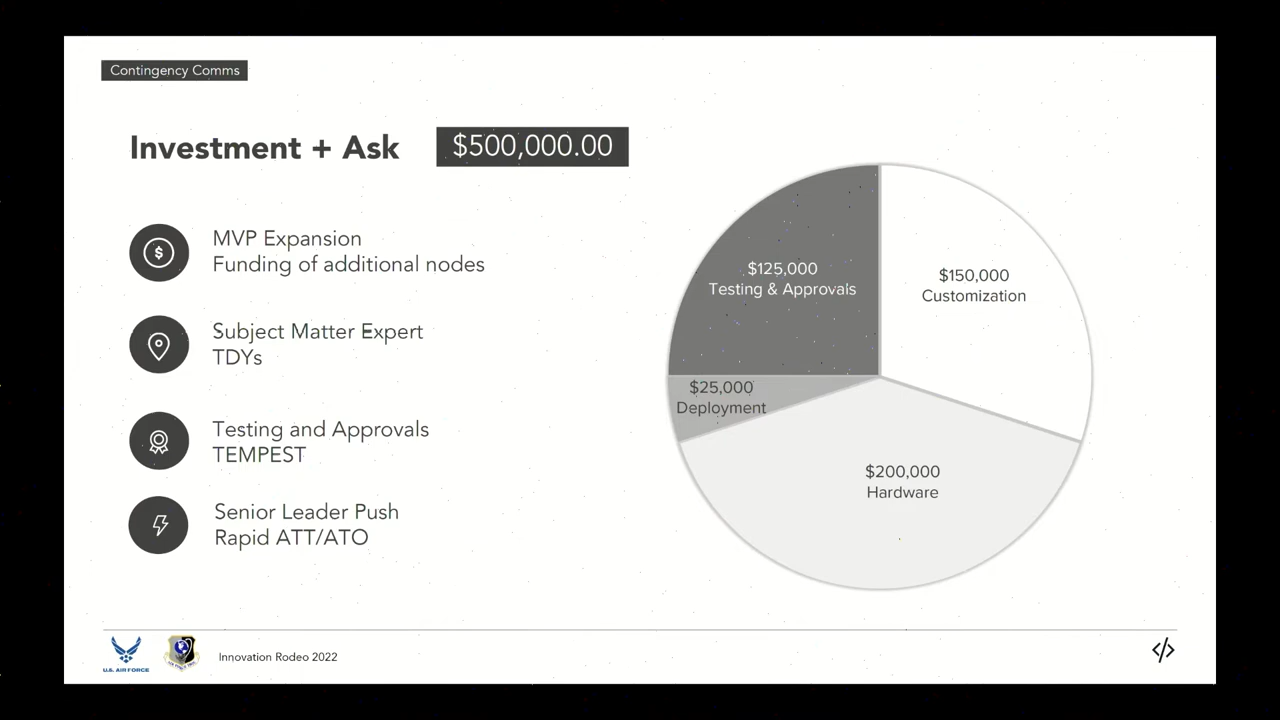 Contingency Comms
Investment + Ask
$500,000.00
MVP Expansion
Funding of additional nodes
Subject Matter Expert
TDYs
Testing and Approvals
TEMPEST
Senior Leader Push
Rapid ATT/ATO
$125,000
Testing & Approvals
$150,000
Customization
$25,000
Deployment
$200,000
Hardware
U.S. AIR FORCE
Innovation Rodeo 2022